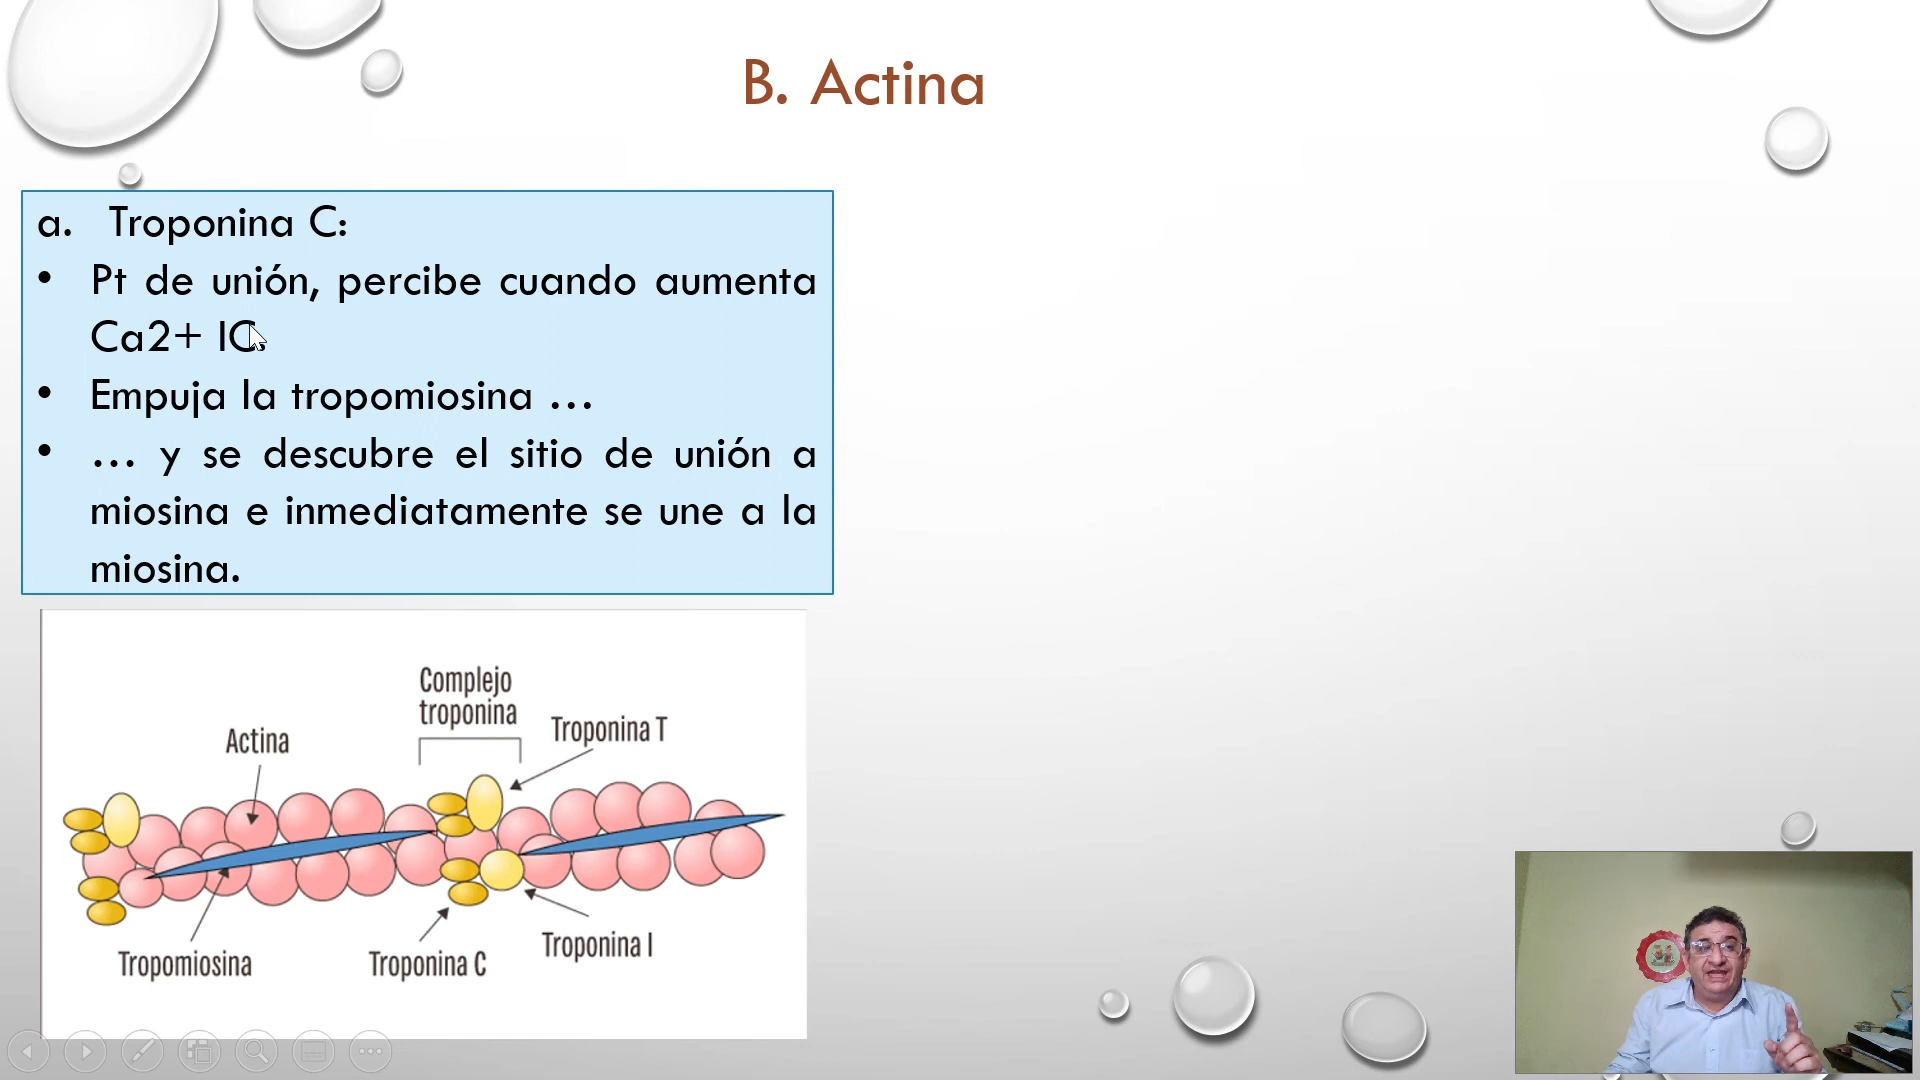 B. Actina
a. Troponina C:
• Pt de unión, percibe cuando aumenta
Ca2+ IC.
• Empuja la tropomiosina ...
• ... y se descubre el sitio de unión a
miosina e inmediatamente se une a la
miosina.
Complejo
troponina
Troponina T
Actina
Tropomiosina
Troponina C
Troponina I